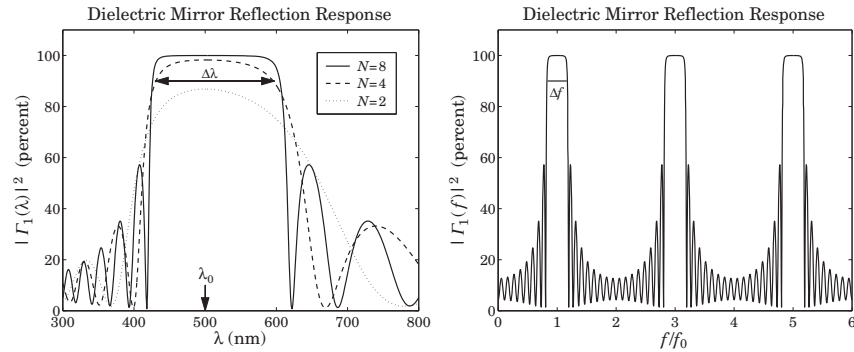 Dielectric Mirror Reflection Response
| Γ1(λ) | 2 (percent)
100
80
60
40
20
0
Δλ
N=8
N=4
N=2
λ0
300 400 500 600 700 800
λ (nm)
Dielectric Mirror Reflection Response
| Γ1(f) | 2 (percent)
100
80
60
40
20
0
Δf
0 1 2 3 4 5 6
f/f0